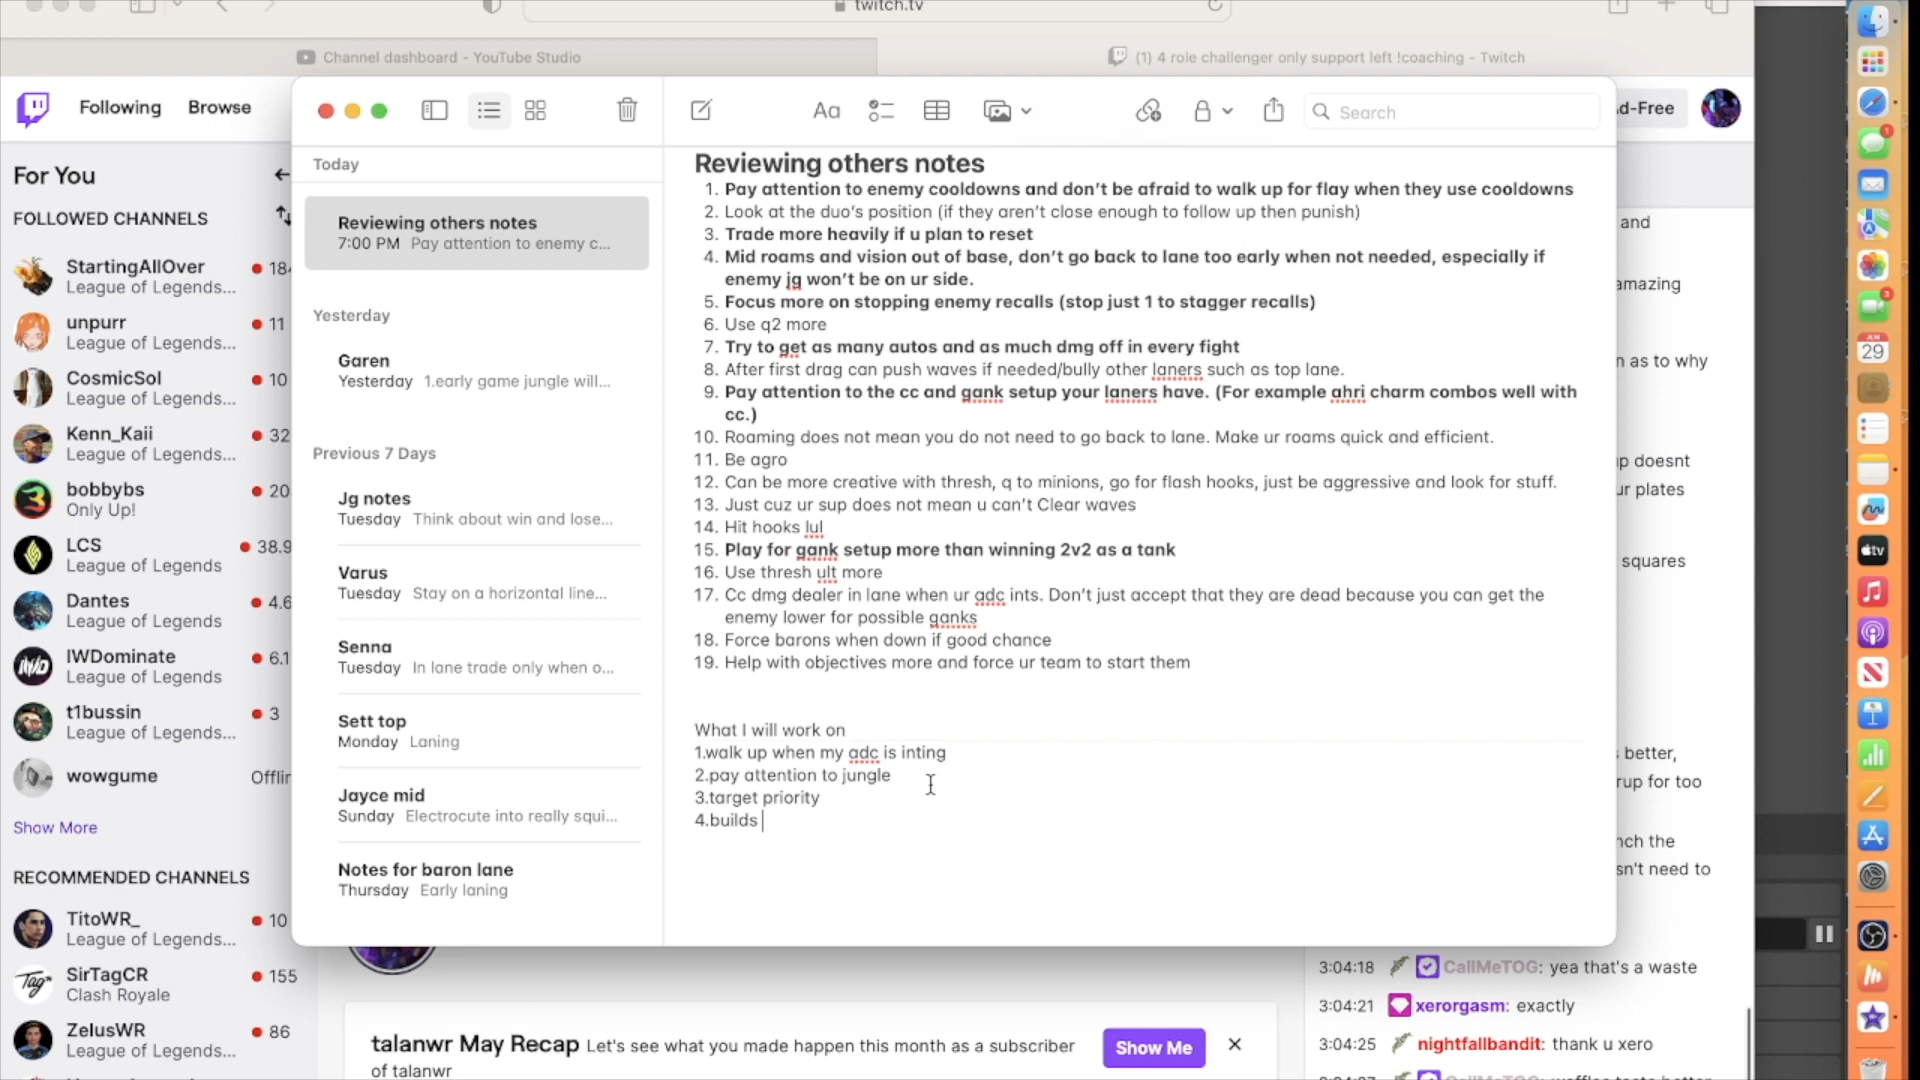 twitch.tv
Channel dashboard - YouTube Studio
(1) 4 role challenger only support left !coaching - Twitch
Following
Browse
d-Free
For You
FOLLOWED CHANNELS
StartingAllOver
184
League of Legends...
unpurr
11
League of Legends...
CosmicSol
10
League of Legends...
Kenn_Kaii
32
League of Legends...
bobbybs
20
Only Up!
LCS
38.9
League of Legends
Dantes
4.6
League of Legends
IWDominate
6.1
League of Legends
t1bussin
3
League of Legends...
wowgume
Offlin
Show More
RECOMMENDED CHANNELS
TitoWR_
10
League of Legends...
SirTagCR
155
Clash Royale
ZelusWR
86
League of Legends...
Today
Reviewing others notes
7:00 PM Pay attention to enemy c...
Yesterday
Garen
Yesterday 1.early game jungle will...
Previous 7 Days
Jg notes
Tuesday Think about win and lose...
Varus
Tuesday Stay on a horizontal line...
Senna
Tuesday In lane trade only when o...
Sett top
Monday Laning
Jayce mid
Sunday Electrocute into really squi...
Notes for baron lane
Thursday Early laning
Aa
Search
Reviewing others notes
1. Pay attention to enemy cooldowns and don't be afraid to walk up for flay when they use cooldowns
2. Look at the duo's position (if they aren't close enough to follow up then punish)
3. Trade more heavily if u plan to reset
4. Mid roams and vision out of base, don't go back to lane too early when not needed, especially if
enemy jg won't be on ur side.
5. Focus more on stopping enemy recalls (stop just 1 to stagger recalls)
6. Use q2 more
7. Try to get as many autos and as much dmg off in every fight
8. After first drag can push waves if needed/bully other laners such as top lane.
9. Pay attention to the cc and gank setup your laners have. (For example ahri charm combos well with
cc.)
10. Roaming does not mean you do not need to go back to lane. Make ur roams quick and efficient.
11. Be agro
12. Can be more creative with thresh, q to minions, go for flash hooks, just be aggressive and look for stuff.
13. Just cuz ur sup does not mean u can't Clear waves
14. Hit hooks lul
15. Play for gank setup more than winning 2v2 as a tank
16. Use thresh ult more
17. Cc dmg dealer in lane when ur adc ints. Don't just accept that they are dead because you can get the
enemy lower for possible ganks
18. Force barons when down if good chance
19. Help with objectives more and force ur team to start them
What I will work on
1.walk up when my adc is inting
2.pay attention to jungle
3.target priority
4.builds
and
amazing
n as to why
p doesnt
ur plates
squares
better,
rup for too
nch the
sn't need to
3:04:18 CallMeTOG: yea that's a waste
3:04:21 xerorgasm: exactly
3:04:25 nightfallbandit: thank u xero
talanwr May Recap Let's see what you made happen this month as a subscriber
of talanwr
Show Me
JUN
29
tv